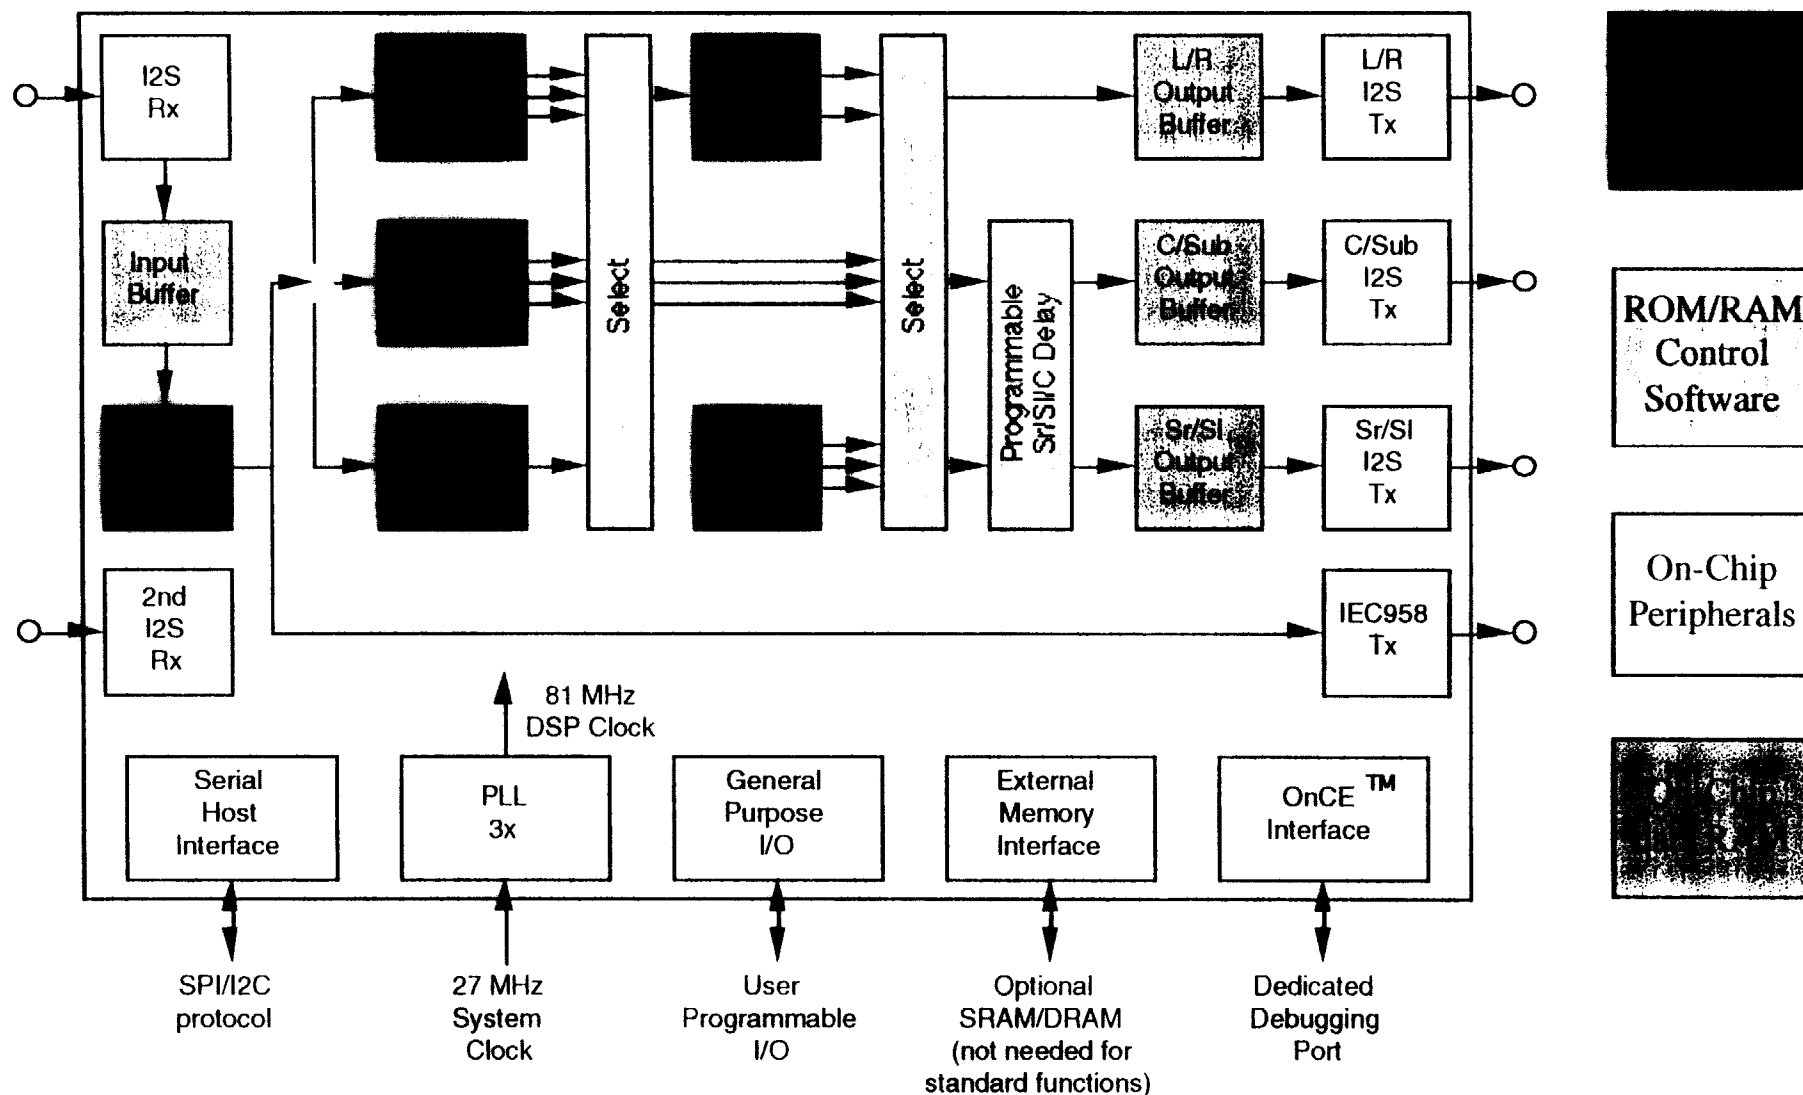 I2S
Rx
Input
Buffer
2nd
I2S
Rx
Select
Select
Programmable
Sr/Sl/C Delay
L/R
Output
Buffer
L/R
I2S
Tx
C/Sub
Output
Buffer
C/Sub
I2S
Tx
Sr/Sl
Output
Buffer
Sr/Sl
I2S
Tx
IEC958
Tx
81 MHz
DSP Clock
Serial
Host
Interface
PLL
3x
General
Purpose
I/O
External
Memory
Interface
OnCE TM
Interface
SPI/I2C
protocol
27 MHz
System
Clock
User
Programmable
I/O
Optional
SRAM/DRAM
(not needed for
standard functions)
Dedicated
Debugging
Port
ROM/RAM
Control
Software
On-Chip
Peripherals